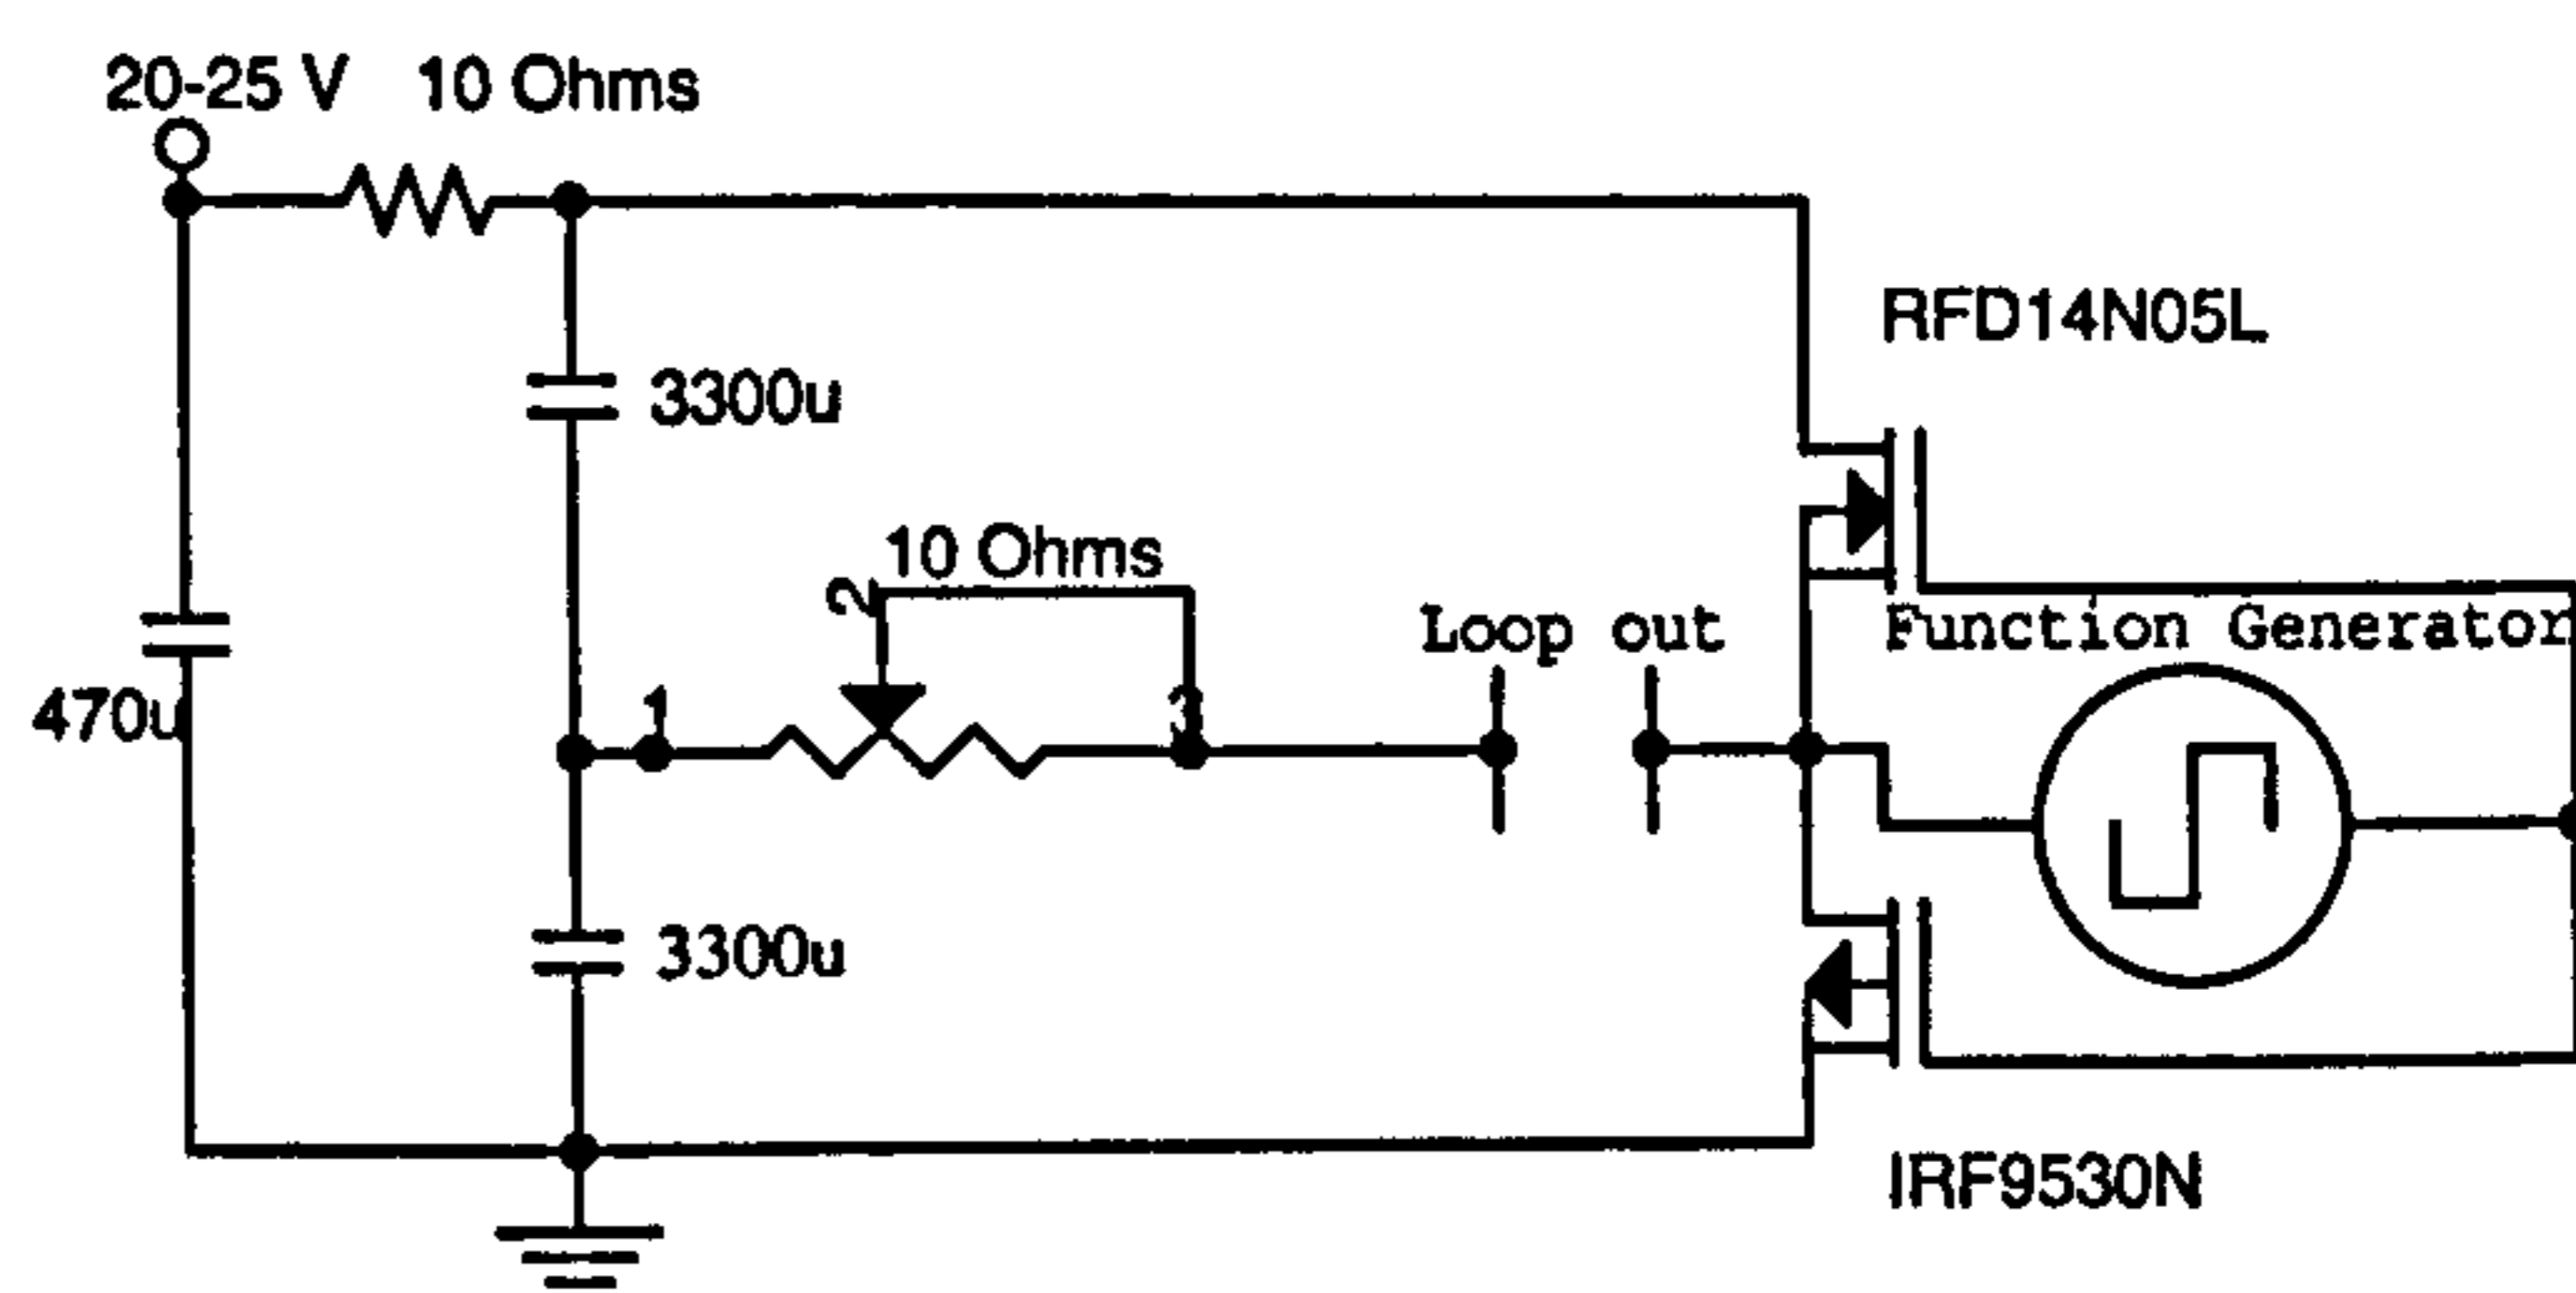 20-25 V 10 Ohms
RFD14N05L
3300u
10 Ohms
2
Loop out
Function Generator
470u
1
3
3300u
IRF9530N